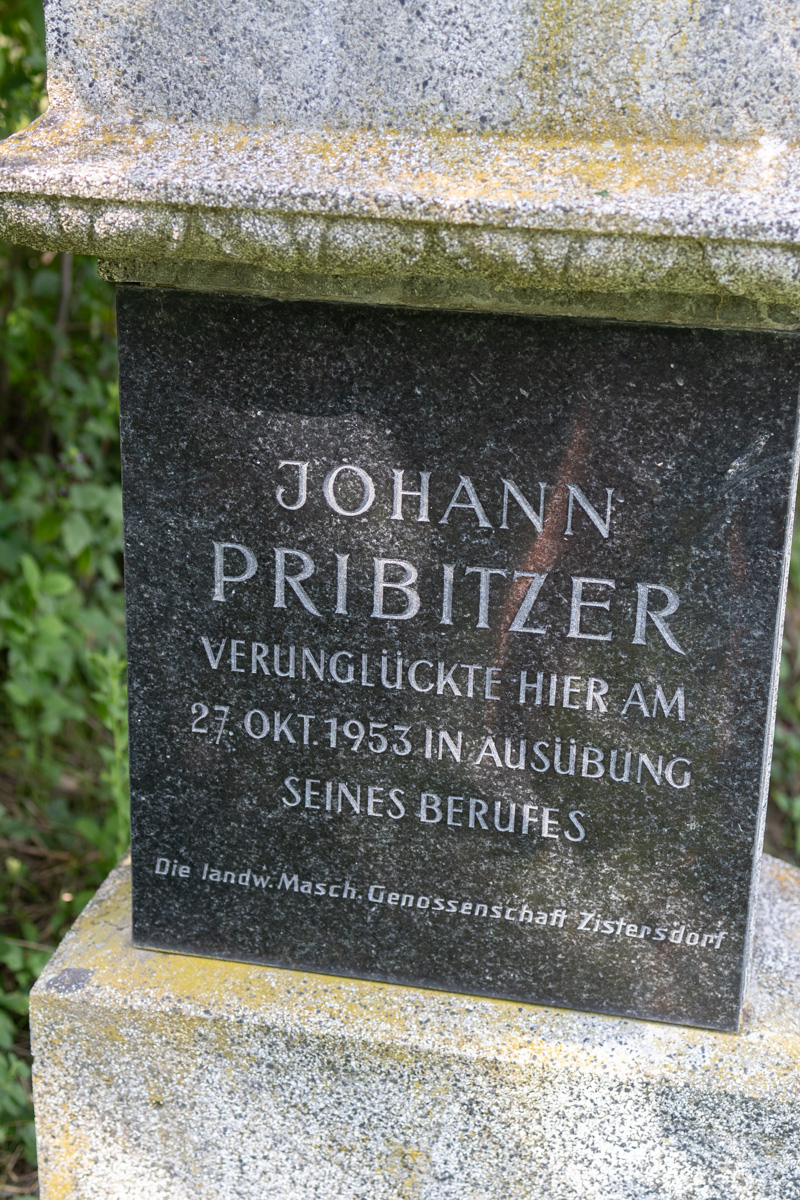 JOHANN
PRIBITZER
VERUNGLÜCKTE HIER AM
27. OKT. 1953 IN AUSÜBUNG
SEINES BERUFES
Die landw. Masch. Genossenschaft Zistersdorf